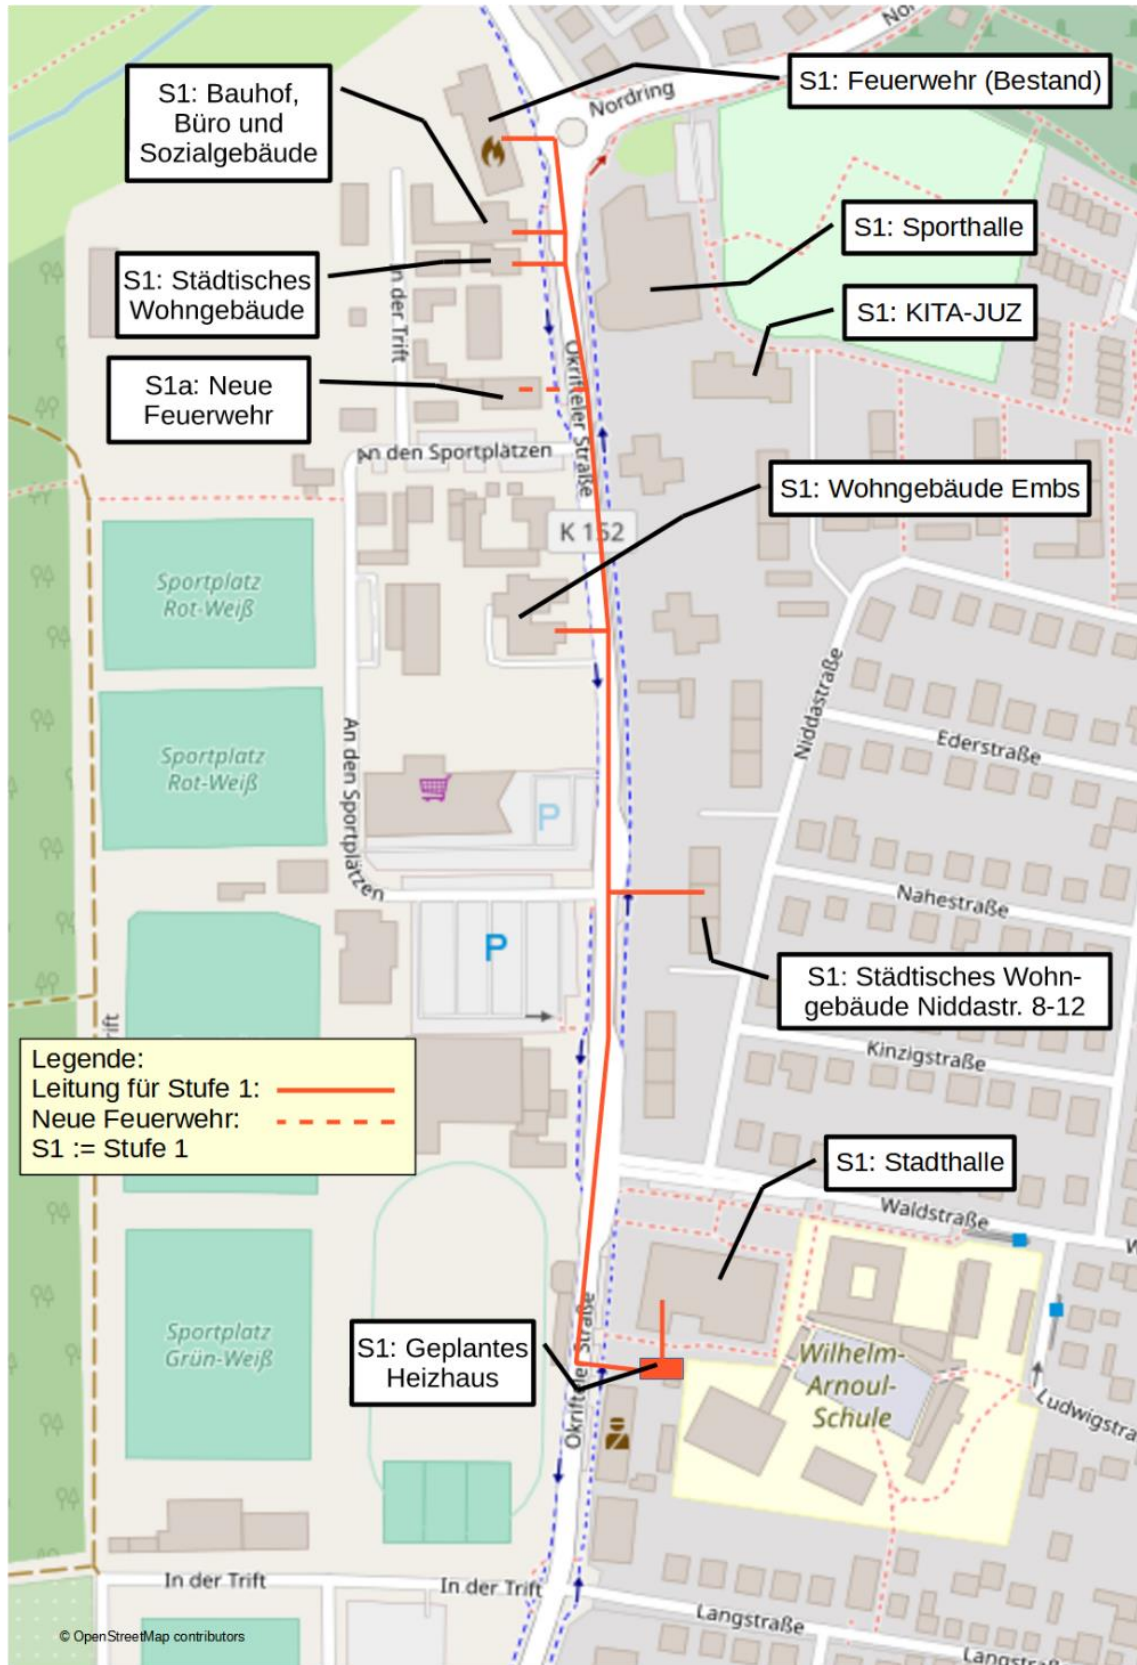 Nordring
S1: Bauhof,
Büro und
Sozialgebäude
S1: Feuerwehr (Bestand)
S1: Sporthalle
S1: Städtisches
Wohngebäude
In der Trift
S1: KITA-JUZ
S1a: Neue
Feuerwehr
Okrifteler Straße
An den Sportplätzen
S1: Wohngebäude Embs
K 152
Sportplatz
Rot-Weiß
Niddastraße
Ederstraße
Sportplatz
Rot-Weiß
An den Sportplätzen
P
Nahestraße
P
S1: Städtisches Wohn-
gebäude Niddastr. 8-12
Kinzigstraße
Legende:
Leitung für Stufe 1:
Neue Feuerwehr:
S1 := Stufe 1
S1: Stadthalle
Waldstraße
Sportplatz
Grün-Weiß
S1: Geplantes
Heizhaus
Okrifteler Straße
Wilhelm-
Arnoul-
Schule
In der Trift
In der Trift
Langstraße
© OpenStreetMap contributors